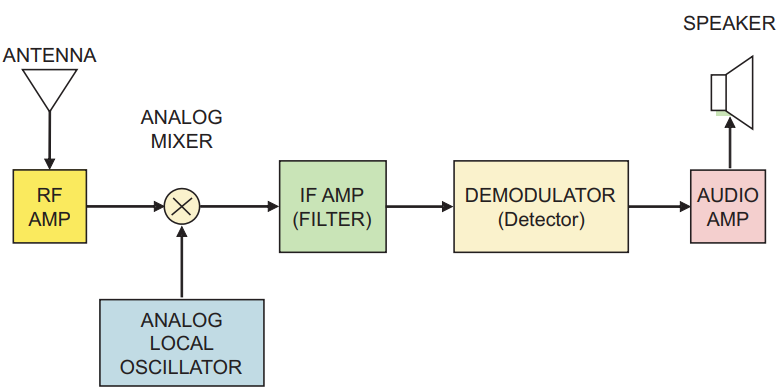 SPEAKER
ANTENNA
ANALOG
MIXER
RF
AMP
IF AMP
(FILTER)
DEMODULATOR
(Detector)
AUDIO
AMP
ANALOG
LOCAL
OSCILLATOR